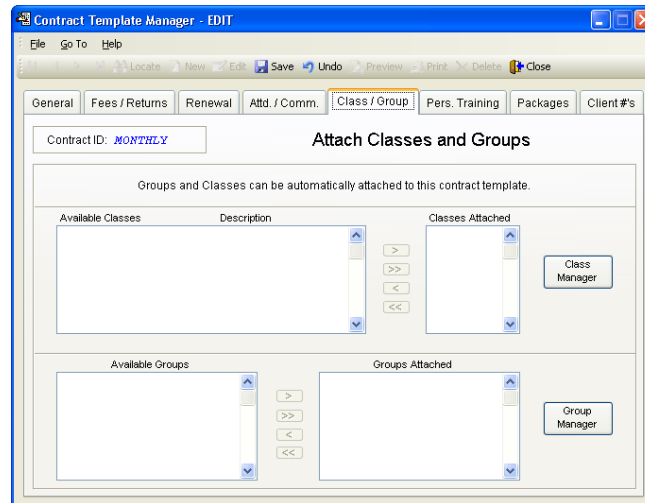 Contract Template Manager - EDIT
File Go To Help
Locate New Edit Save Undo Preview Print Delete Close
General Fees / Returns Renewal Attd. / Comm. Class / Group Pers. Training Packages Client #'s
Contract ID: MONTHLY
Attach Classes and Groups
Groups and Classes can be automatically attached to this contract template.
Available Classes Description Classes Attached
>
>>
<
<<
Class
Manager
Available Groups Groups Attached
>
>>
<
<<
Group
Manager